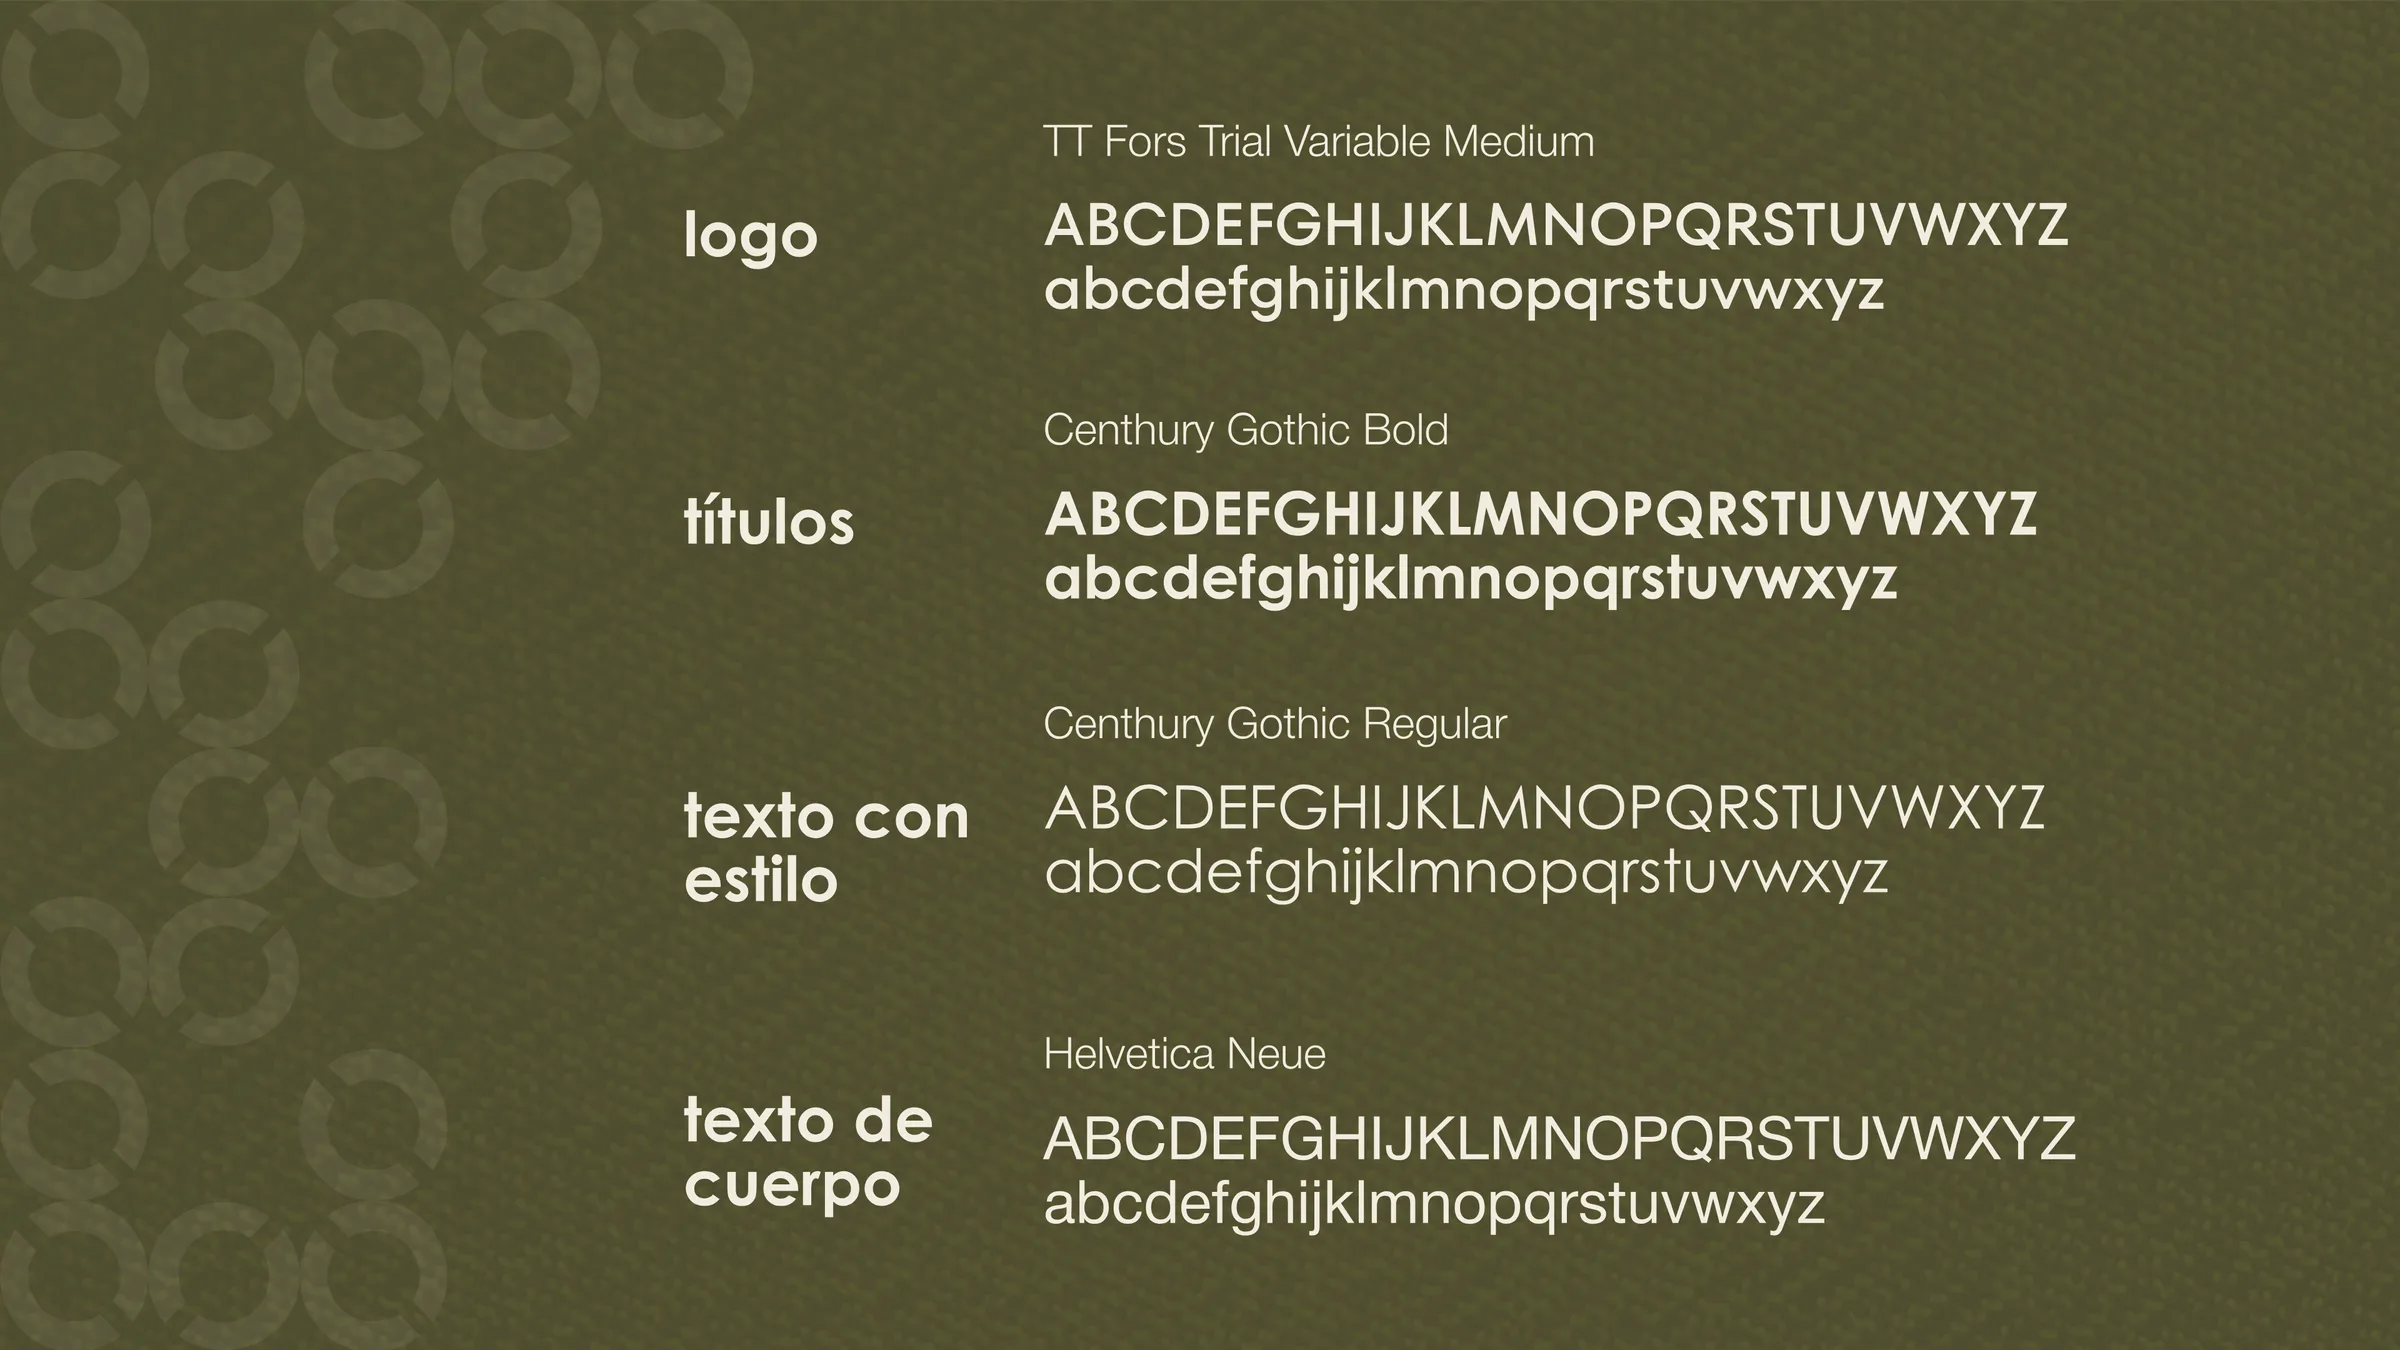 TT Fors Trial Variable Medium
logo
ABCDEFGHIJKLMNOPQRSTUVWXYZ
abcdefghijklmnopqrstuvwxyz
Centhury Gothic Bold
títulos
ABCDEFGHIJKLMNOPQRSTUVWXYZ
abcdefghijklmnopqrstuvwxyz
Centhury Gothic Regular
texto con
estilo
ABCDEFGHIJKLMNOPQRSTUVWXYZ
abcdefghijklmnopqrstuvwxyz
Helvetica Neue
texto de
cuerpo
ABCDEFGHIJKLMNOPQRSTUVWXYZ
abcdefghijklmnopqrstuvwxyz